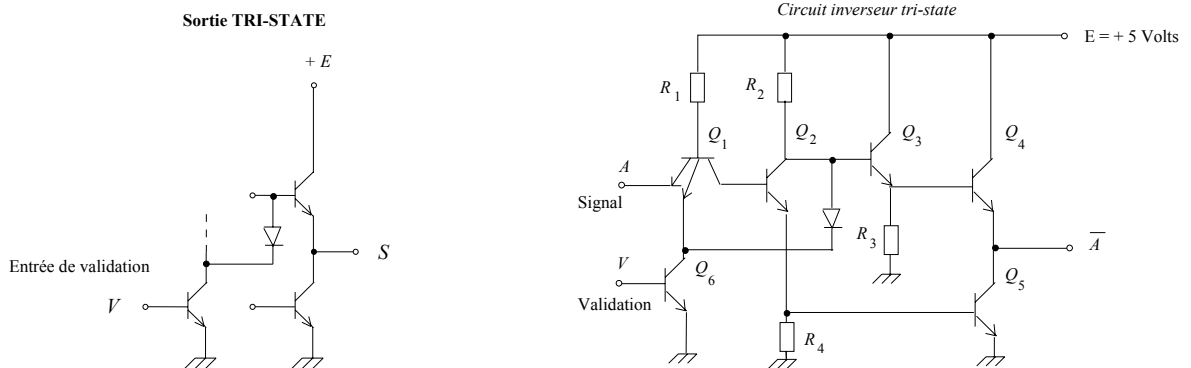 Sortie TRI-STATE
+ E
Entrée de validation
V
S
Circuit inverseur tri-state
E = + 5 Volts
R1
R2
Q1
Q2
Q3
Q4
A
Signal
R3
A
V
Q6
Q5
Validation
R4